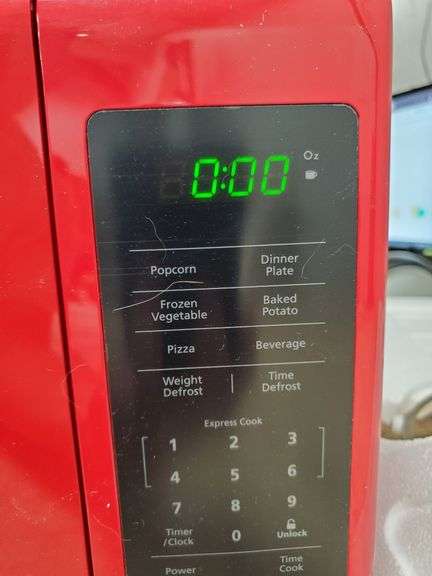 0:00 Oz
Popcorn Dinner
Plate
Frozen
Vegetable Baked
Potato
Pizza Beverage
Weight
Defrost Time
Defrost
Express Cook
1 2 3
4 5 6
7 8 9
Timer
/Clock 0 Unlock
Power Time
Cook